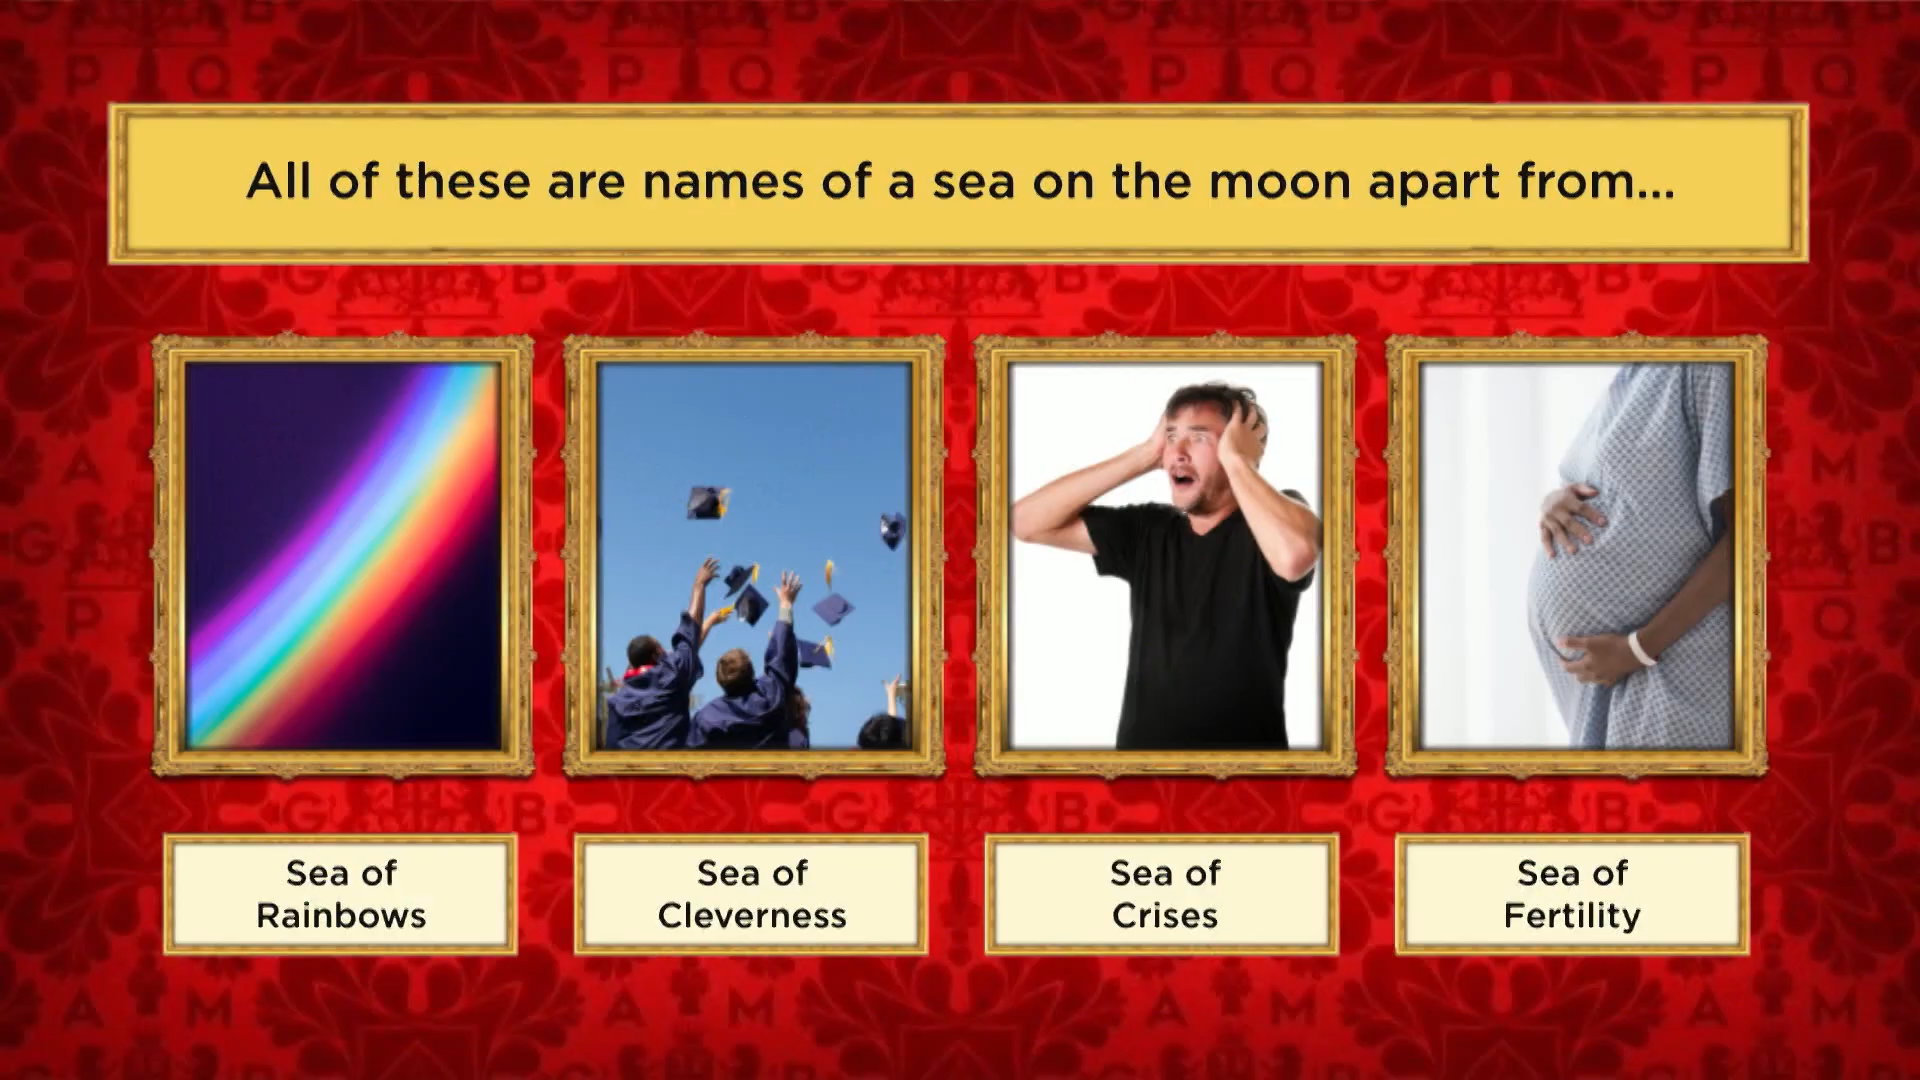 All of these are names of a sea on the moon apart from...
Sea of
Rainbows
Sea of
Cleverness
Sea of
Crises
Sea of
Fertility